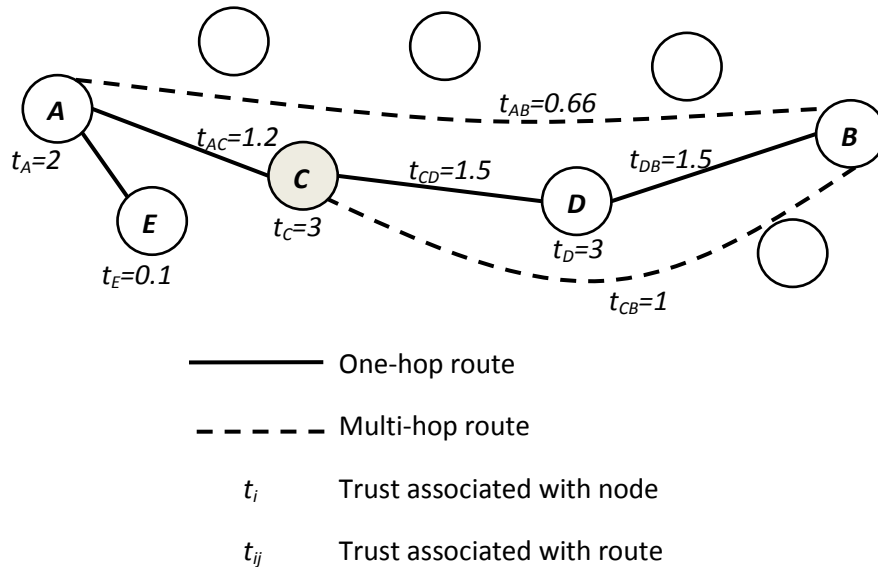 A
t_AB=0.66
B
t_AC=1.2
t_A=2
t_CD=1.5
t_DB=1.5
C
D
E
t_C=3
t_D=3
t_E=0.1
t_CB=1
One-hop route
Multi-hop route
t_i Trust associated with node
t_ij Trust associated with route